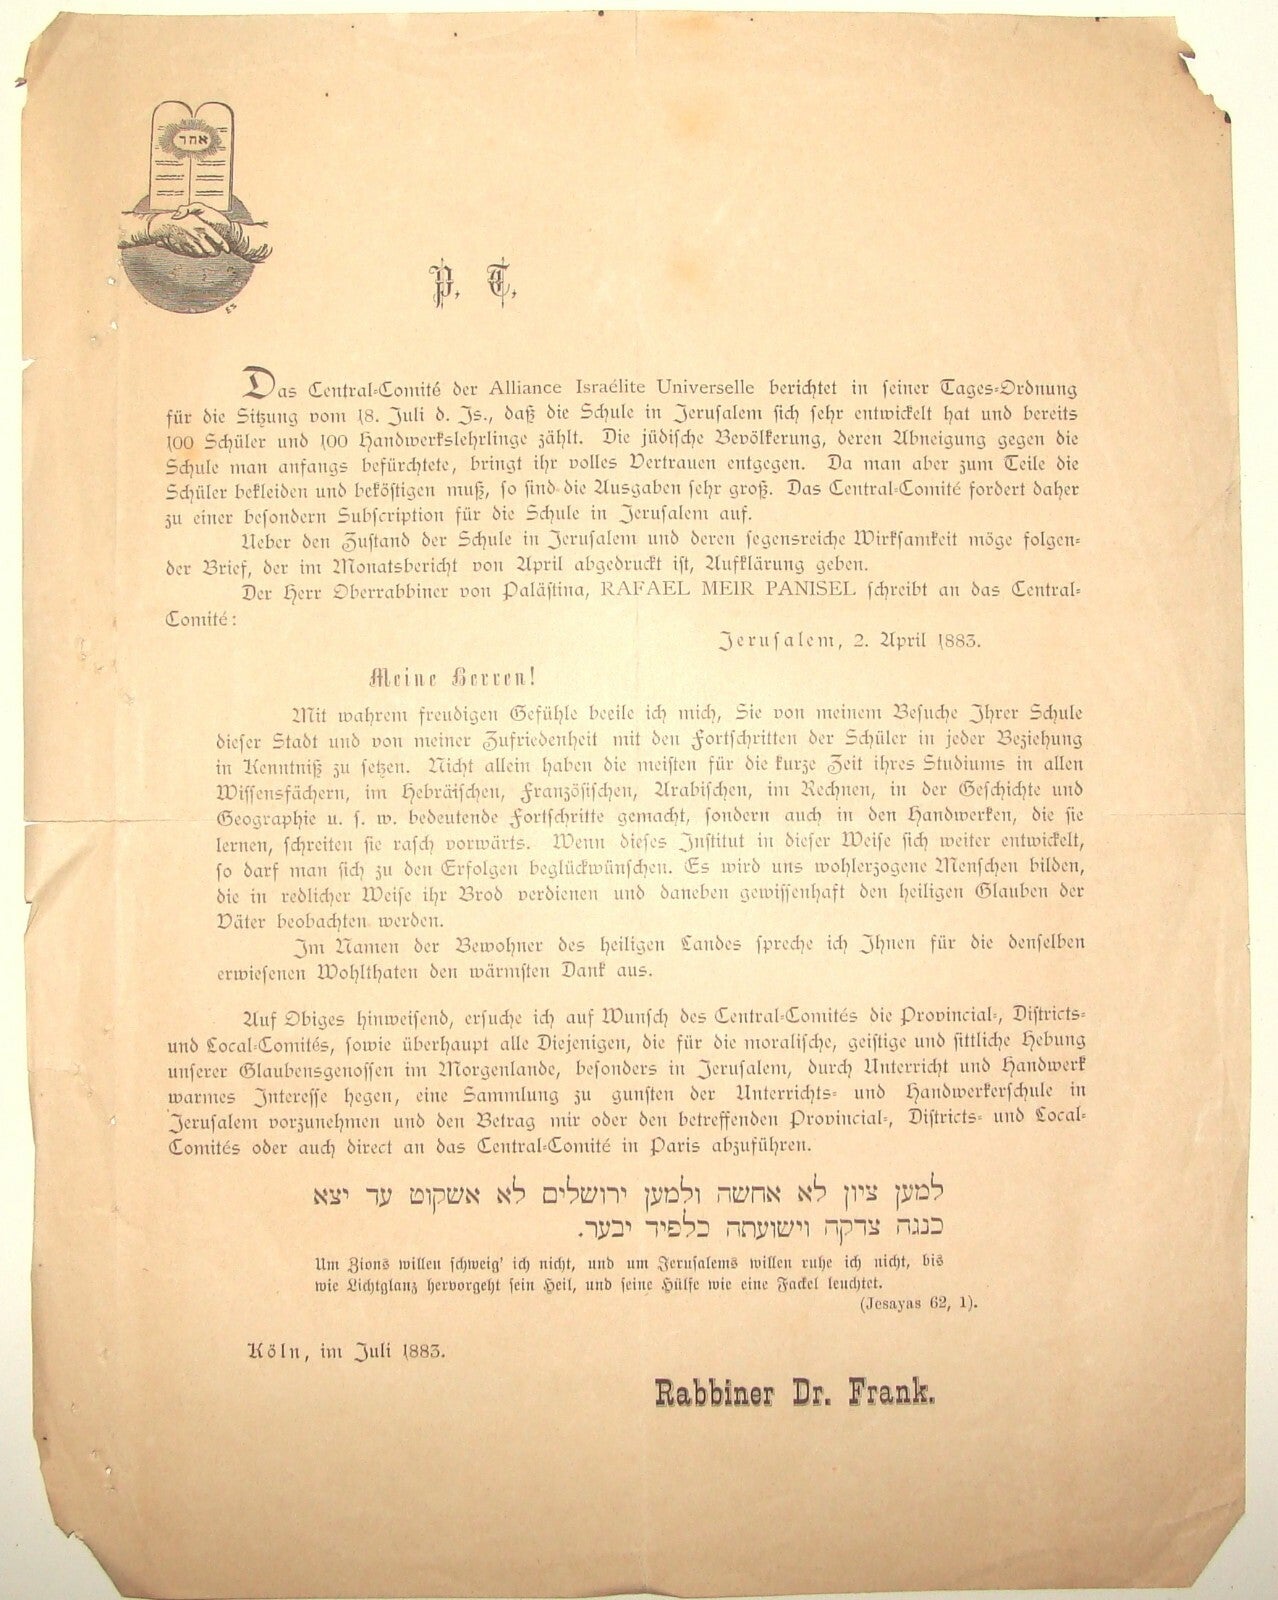 אחד
ES
P. T.
Das Central-Comité der Alliance Israélite Universelle berichtet in seiner Tages-Ordnung
für die Sitzung vom 18. Juli d. Js., daß die Schule in Jerusalem sich sehr entwickelt hat und bereits
100 Schüler und 100 Handwerkslehrlinge zählt. Die jüdische Bevölkerung, deren Abneigung gegen die
Schule man anfangs befürchtete, bringt ihr volles Vertrauen entgegen. Da man aber zum Teile die
Schüler bekleiden und beköstigen muß, so sind die Ausgaben sehr groß. Das Central-Comité fordert daher
zu einer besondern Subscription für die Schule in Jerusalem auf.
Ueber den Zustand der Schule in Jerusalem und deren segensreiche Wirksamkeit möge folgen-
der Brief, der im Monatsbericht von April abgedruckt ist, Aufklärung geben.
Der Herr Oberrabbiner von Palästina, RAFAEL MEIR PANISEL schreibt an das Central-
Comité:
Jerusalem, 2. April 1883.
Meine Herren!
Mit wahrem freudigen Gefühle beeile ich mich, Sie von meinem Besuche Ihrer Schule
dieser Stadt und von meiner Zufriedenheit mit den Fortschritten der Schüler in jeder Beziehung
in Kenntniß zu setzen. Nicht allein haben die meisten für die kurze Zeit ihres Studiums in allen
Wissensfächern, im Hebräischen, Französischen, Arabischen, im Rechnen, in der Geschichte und
Geographie u. s. w. bedeutende Fortschritte gemacht, sondern auch in den Handwerken, die sie
lernen, schreiten sie rasch vorwärts. Wenn dieses Institut in dieser Weise sich weiter entwickelt,
so darf man sich zu den Erfolgen beglückwünschen. Es wird uns wohlerzogene Menschen bilden,
die in redlicher Weise ihr Brod verdienen und daneben gewissenhaft den heiligen Glauben der
Väter beobachten werden.
Im Namen der Bewohner des heiligen Landes spreche ich Ihnen für die denselben
erwiesenen Wohlthaten den wärmsten Dank aus.
Auf Obiges hinweisend, ersuche ich auf Wunsch des Central-Comités die Provincial-, Districts-
und Local-Comités, sowie überhaupt alle Diejenigen, die für die moralische, geistige und sittliche Hebung
unserer Glaubensgenossen im Morgenlande, besonders in Jerusalem, durch Unterricht und Handwerk
warmes Interesse hegen, eine Sammlung zu gunsten der Unterrichts- und Handwerkerschule in
Jerusalem vorzunehmen und den Betrag mir oder den betreffenden Provincial-, Districts- und Local-
Comités oder auch direct an das Central-Comité in Paris abzuführen.
למען ציון לא אחשה ולמען ירושלים לא אשקוט עד יצא
כנגה צדקה וישועתה כלפיד יבער.
Um Zions willen schweig' ich nicht, und um Jerusalems willen ruhe ich nicht, bis
wie Lichtglanz hervorgeht sein Heil, und seine Hülfe wie eine Fackel leuchtet.
(Jesayas 62, 1).
Köln, im Juli 1883.
Rabbiner Dr. Frank.